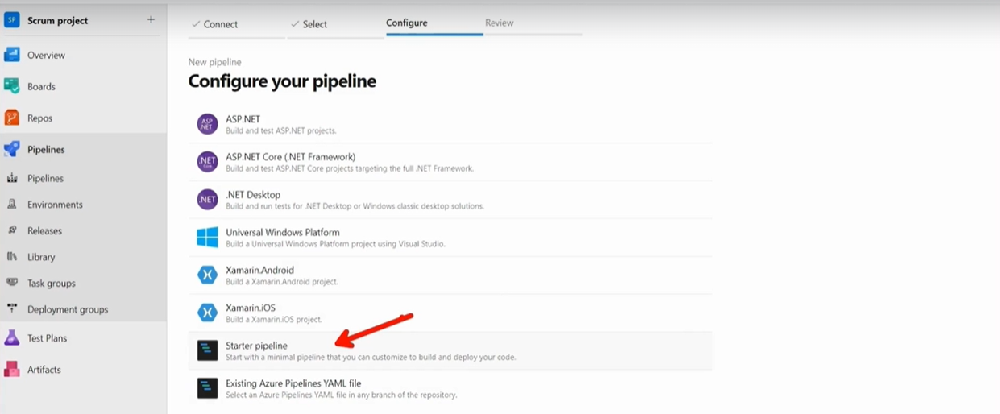 SP Scrum project +
Overview
Boards
Repos
Pipelines
Pipelines
Environments
Releases
Library
Task groups
Deployment groups
Test Plans
Artifacts
Connect
Select
Configure
Review
New pipeline
Configure your pipeline
ASP.NET
ASP.NET
Build and test ASP.NET projects.
.NET Core
ASP.NET Core (.NET Framework)
Build and test ASP.NET Core projects targeting the full .NET Framework.
.NET
.NET Desktop
Build and run tests for .NET Desktop or Windows classic desktop solutions.
Universal Windows Platform
Build a Universal Windows Platform project using Visual Studio.
Xamarin.Android
Build a Xamarin.Android project.
Xamarin.iOS
Build a Xamarin.iOS project.
Starter pipeline
Start with a minimal pipeline that you can customize to build and deploy your code.
Existing Azure Pipelines YAML file
Select an Azure Pipelines YAML file in any branch of the repository.